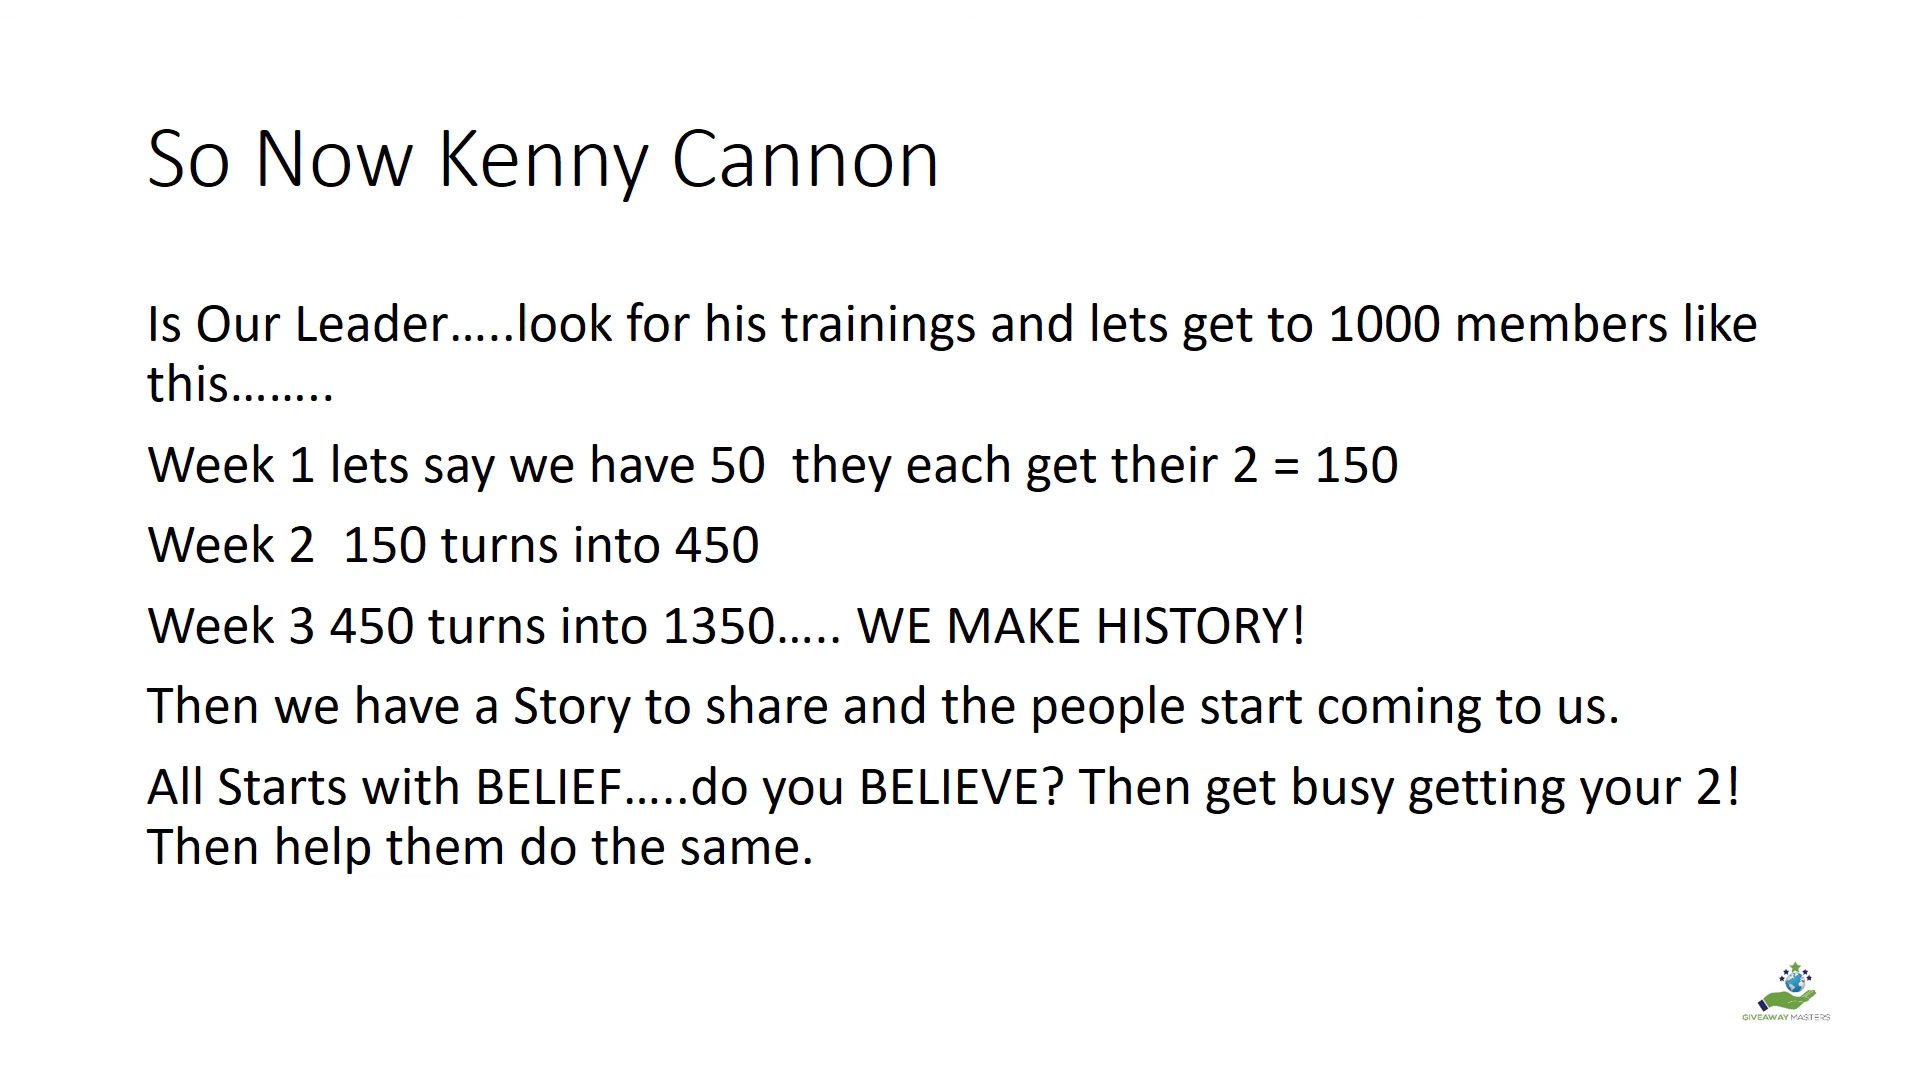 So Now Kenny Cannon
Is Our Leader…..look for his trainings and lets get to 1000 members like
this……..
Week 1 lets say we have 50  they each get their 2 = 150
Week 2  150 turns into 450
Week 3 450 turns into 1350….. WE MAKE HISTORY!
Then we have a Story to share and the people start coming to us.
All Starts with BELIEF…..do you BELIEVE? Then get busy getting your 2!
Then help them do the same.
GIVEAWAY MASTERS